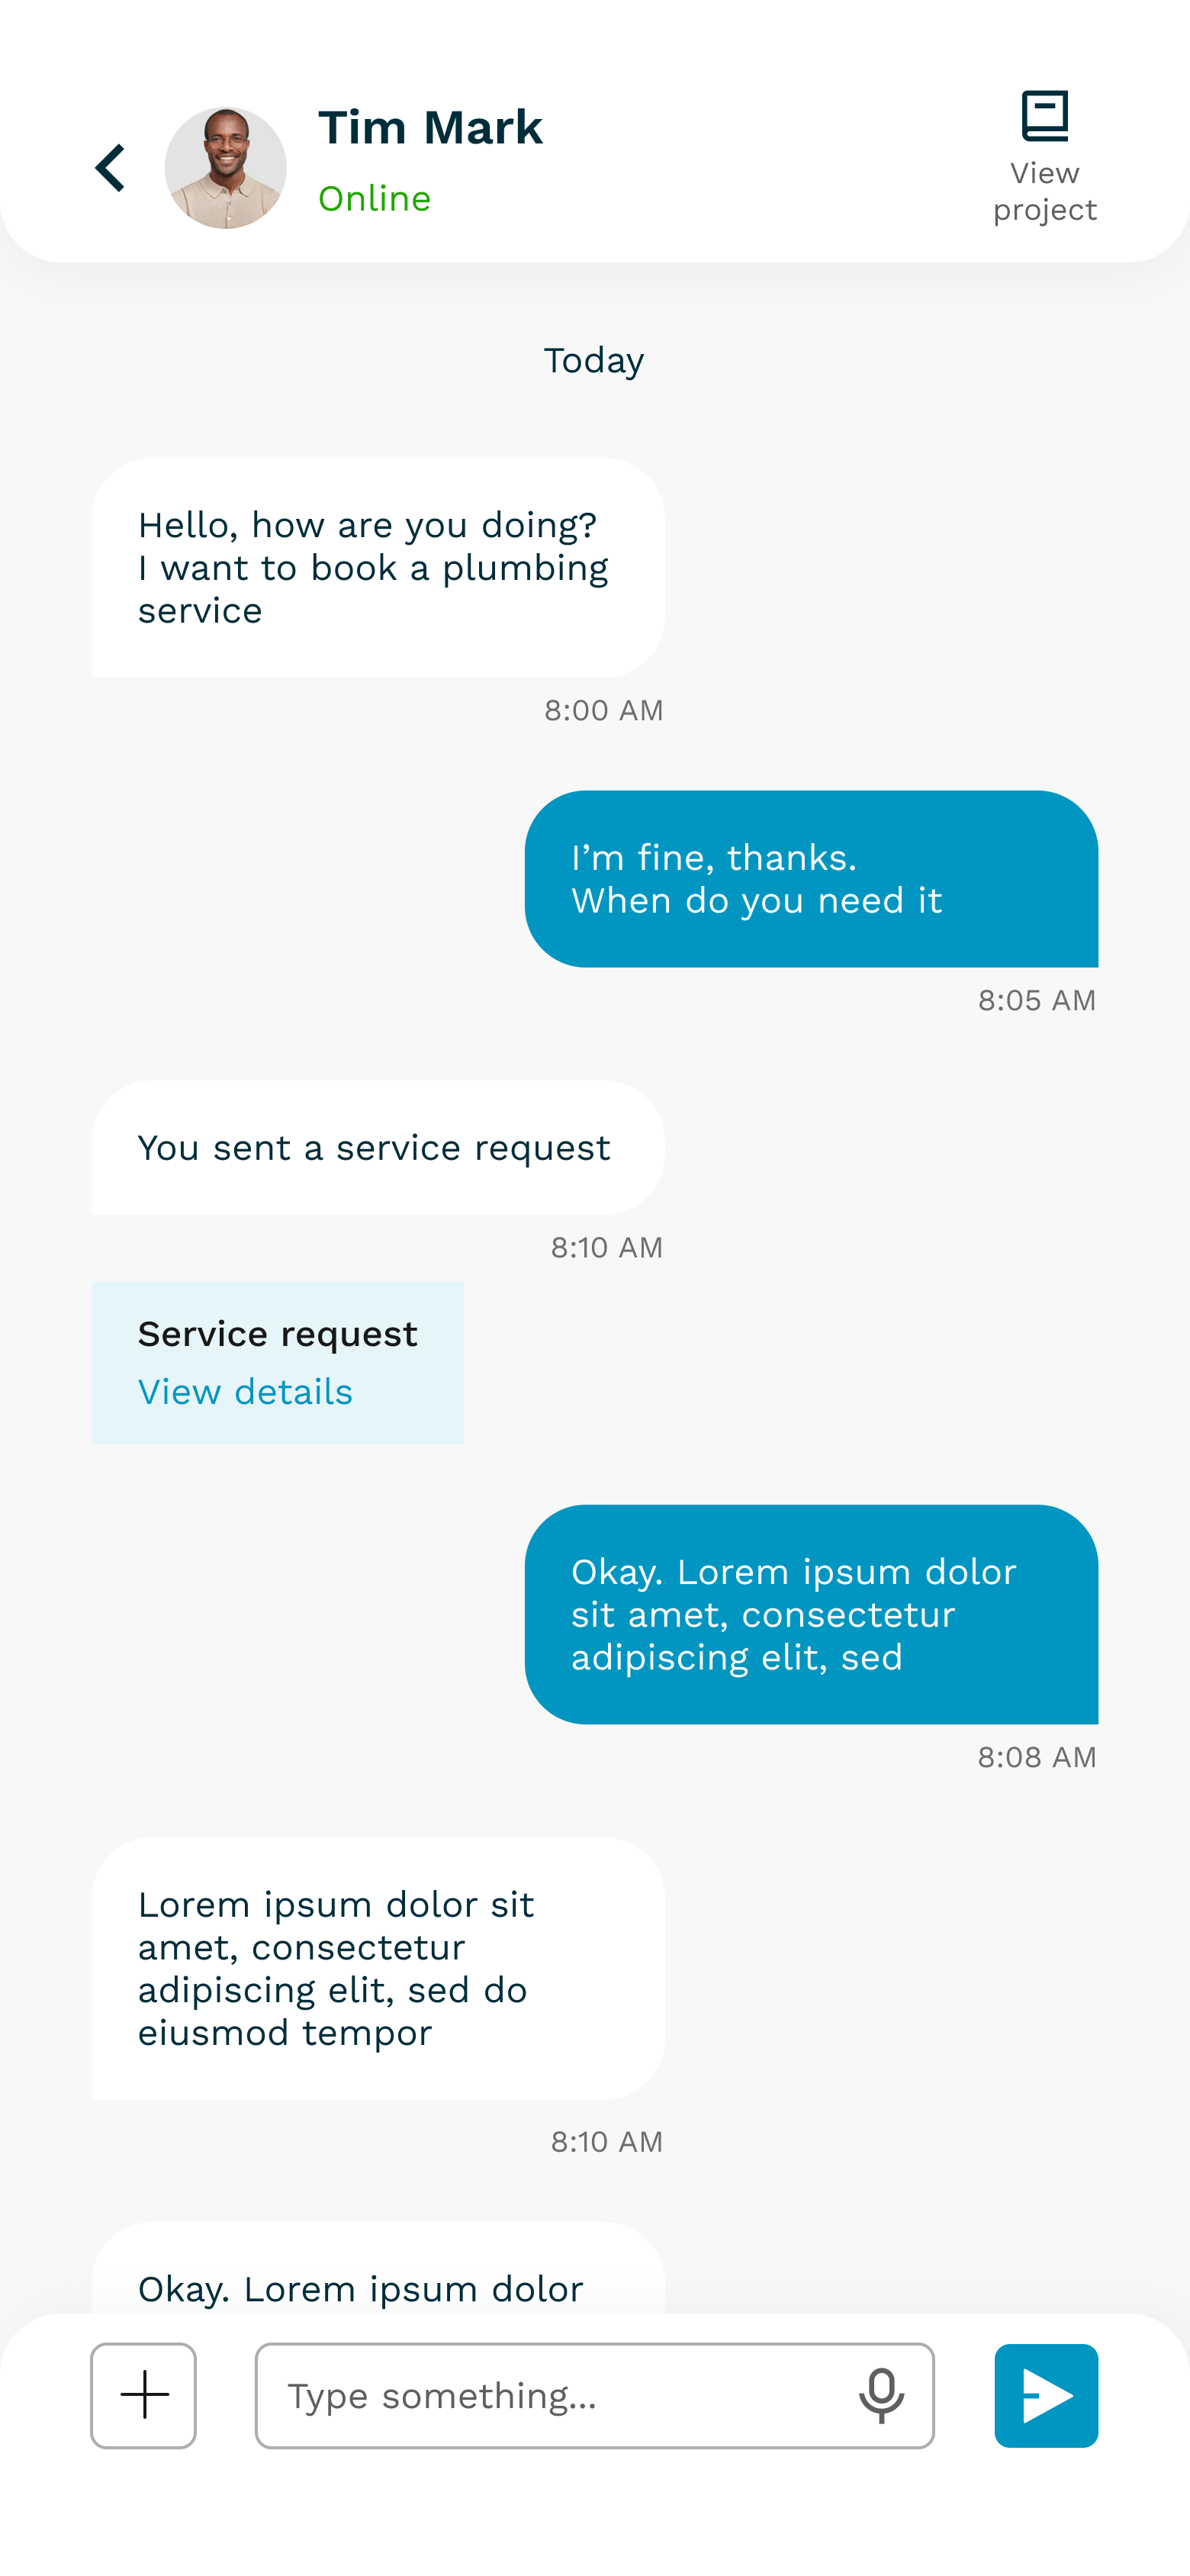 Tim Mark
Online
View
project
Today
Hello, how are you doing?
I want to book a plumbing
service
8:00 AM
I’m fine, thanks.
When do you need it
8:05 AM
You sent a service request
8:10 AM
Service request
View details
Okay. Lorem ipsum dolor
sit amet, consectetur
adipiscing elit, sed
8:08 AM
Lorem ipsum dolor sit
amet, consectetur
adipiscing elit, sed do
eiusmod tempor
8:10 AM
Okay. Lorem ipsum dolor
Type something...